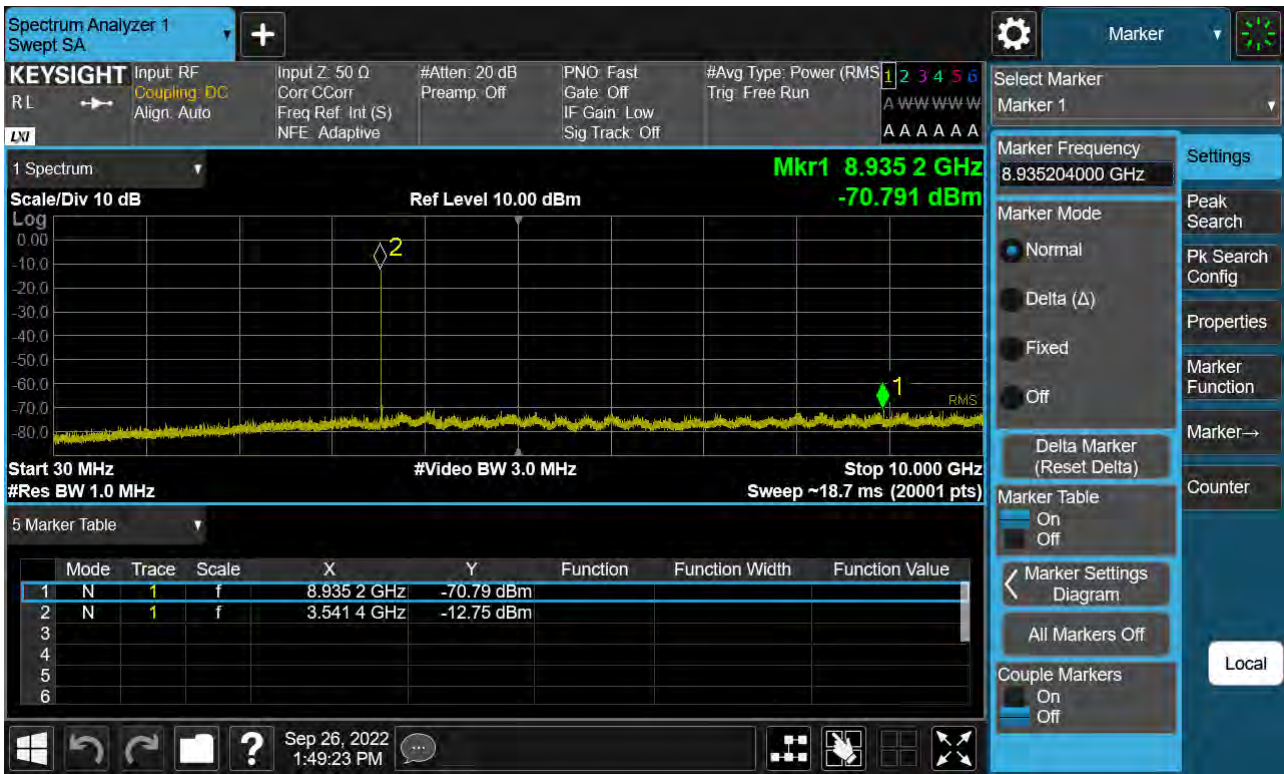 Spectrum Analyzer 1
Swept SA
+
Marker
KEYSIGHT
RL
LXI
Input: RF
Coupling: DC
Align: Auto
Input Z: 50 Ω
Corr CCorr
Freq Ref: Int (S)
NFE: Adaptive
#Atten: 20 dB
Preamp: Off
PNO: Fast
Gate: Off
IF Gain: Low
Sig Track: Off
#Avg Type: Power (RMS
Trig: Free Run
1 2 3 4 5 6
A W W W W W
A A A A A A
Select Marker
Marker 1
1 Spectrum
Mkr1 8.935 2 GHz
-70.791 dBm
Scale/Div 10 dB
Ref Level 10.00 dBm
Log
0.00
-10.0
-20.0
-30.0
-40.0
-50.0
-60.0
-70.0
-80.0
2
1
RMS
Start 30 MHz
#Video BW 3.0 MHz
Stop 10.000 GHz
#Res BW 1.0 MHz
Sweep ~18.7 ms (20001 pts)
5 Marker Table
Mode Trace Scale X Y Function Function Width Function Value
1 N 1 f 8.935 2 GHz -70.79 dBm
2 N 1 f 3.541 4 GHz -12.75 dBm
3
4
5
6
Marker Frequency
8.935204000 GHz
Marker Mode
Normal
Delta (Δ)
Fixed
Off
Delta Marker
(Reset Delta)
Marker Table
On
Off
Marker Settings
Diagram
All Markers Off
Couple Markers
On
Off
Settings
Peak
Search
Pk Search
Config
Properties
Marker
Function
Marker→
Counter
Local
?
Sep 26, 2022
1:49:23 PM